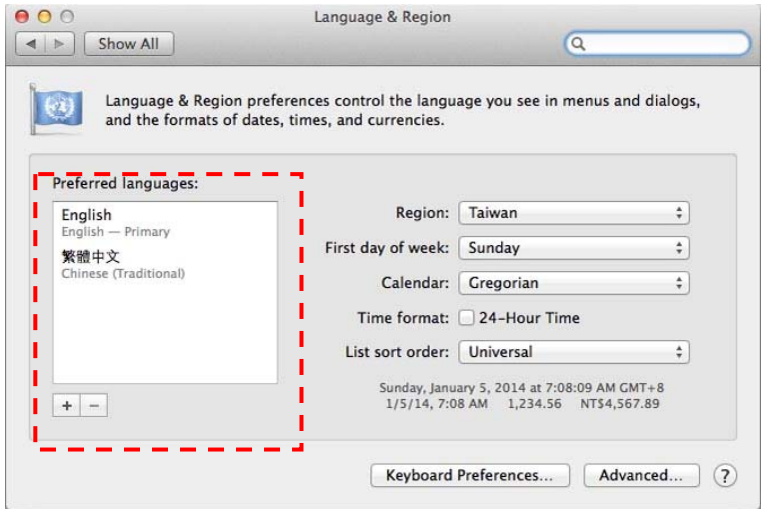 Language & Region
Show All
Language & Region preferences control the language you see in menus and dialogs,
and the formats of dates, times, and currencies.
Preferred languages:
English
English — Primary
繁體中文
Chinese (Traditional)
+ −
Region: Taiwan
First day of week: Sunday
Calendar: Gregorian
Time format: 24-Hour Time
List sort order: Universal
Sunday, January 5, 2014 at 7:08:09 AM GMT+8
1/5/14, 7:08 AM 1,234.56 NT$4,567.89
Keyboard Preferences... Advanced... ?